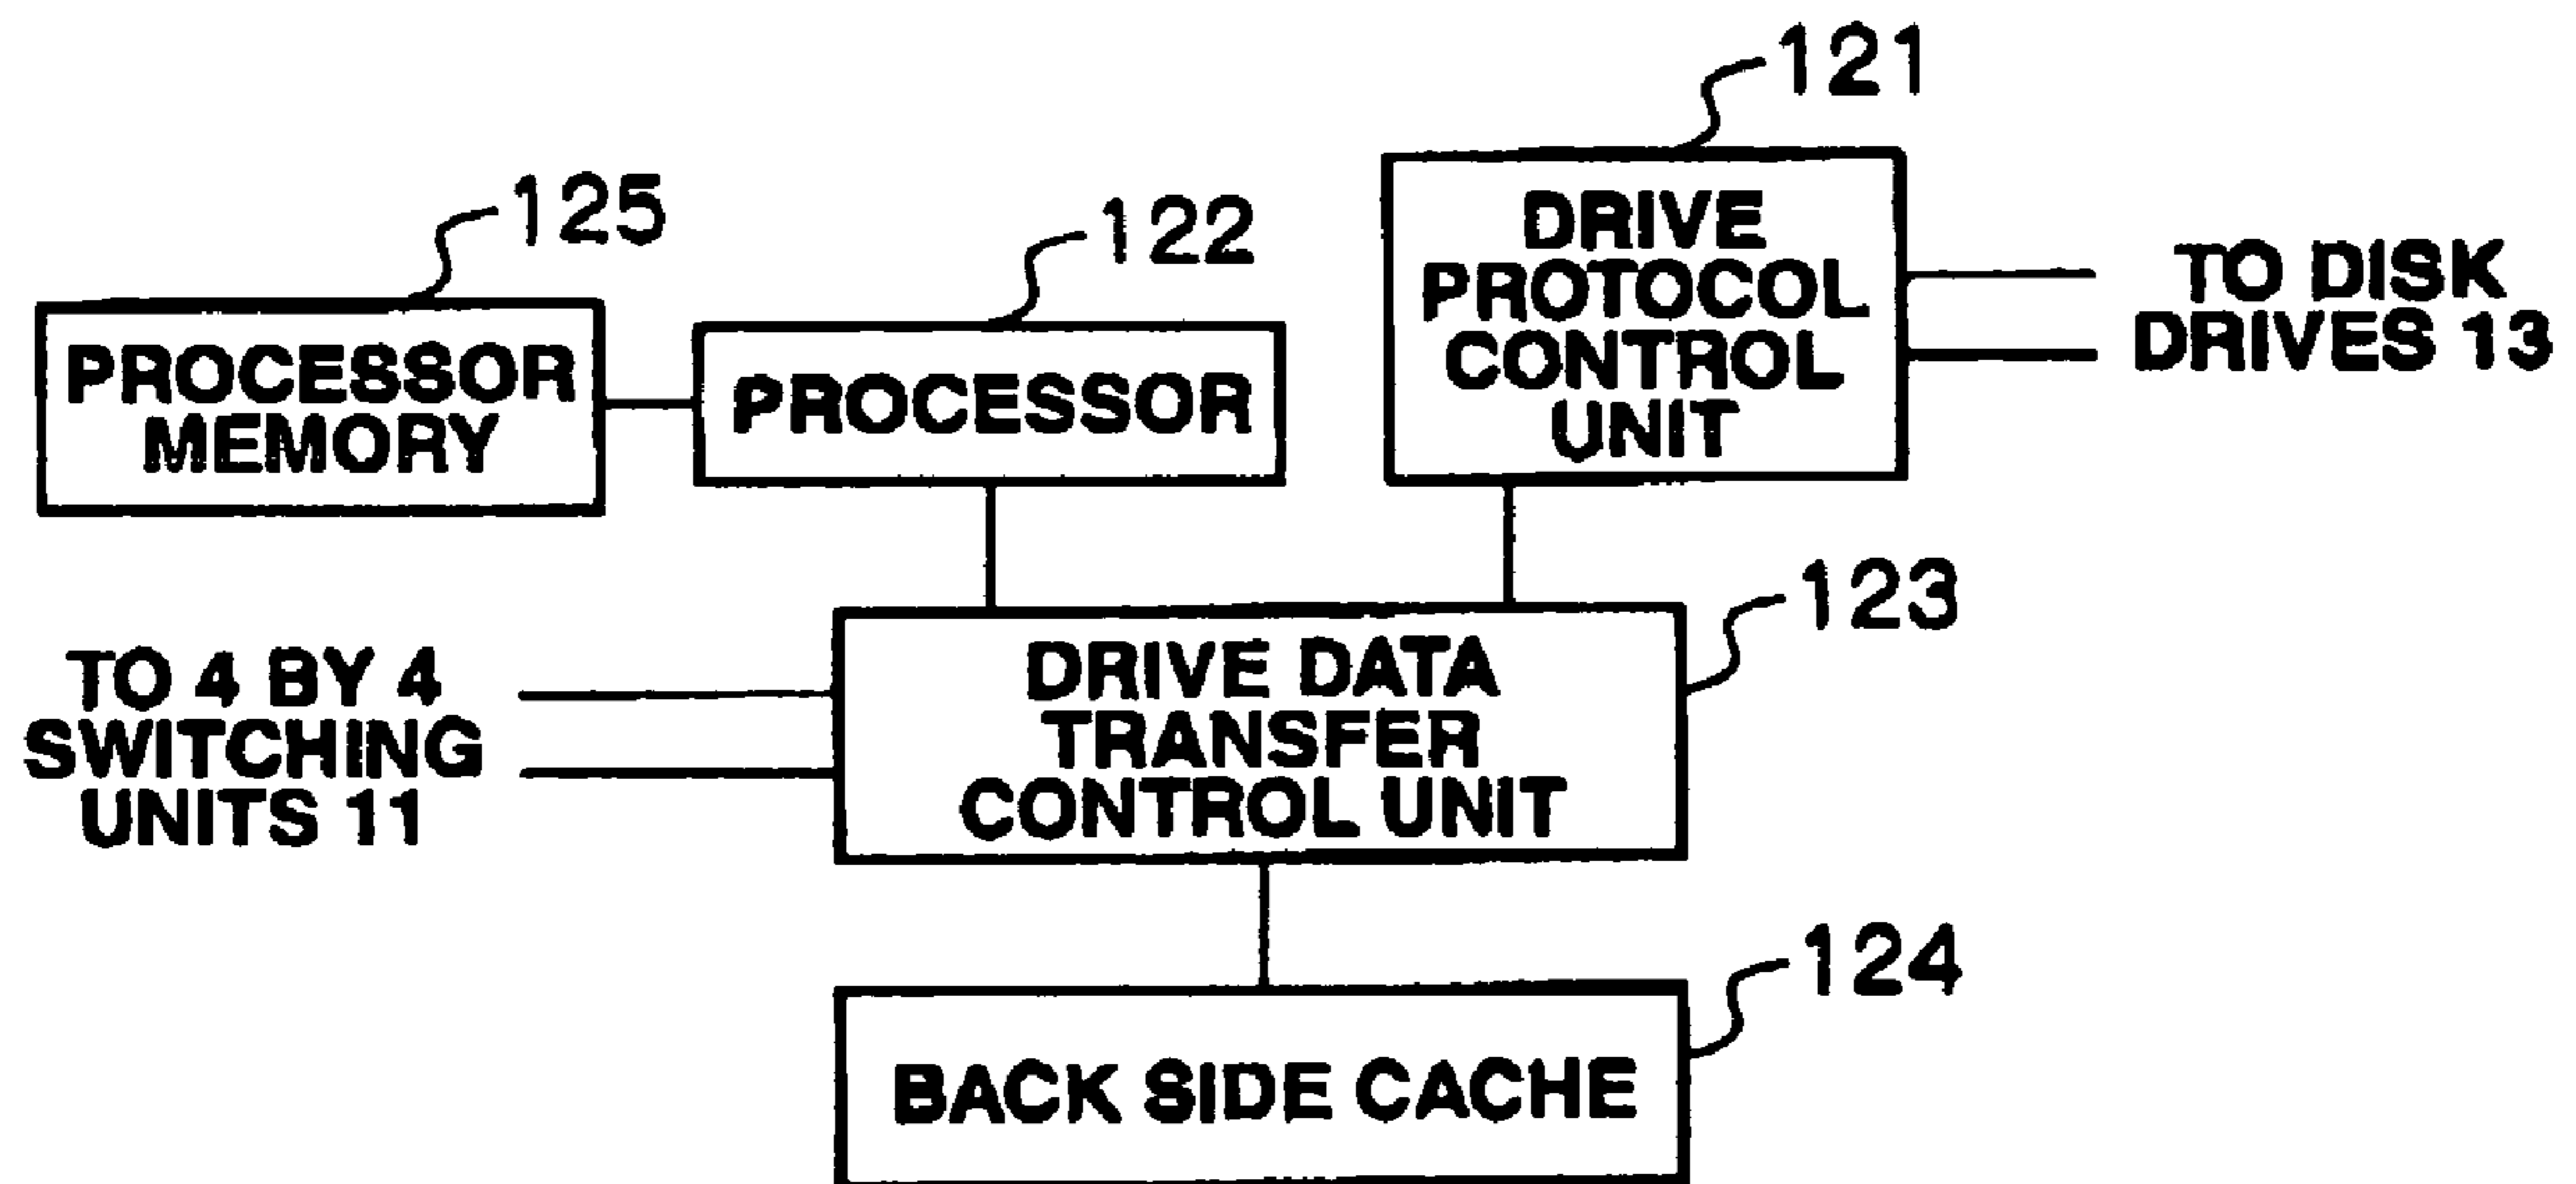 121
125
122
DRIVE
PROTOCOL
CONTROL
UNIT
TO DISK
DRIVES 13
PROCESSOR
MEMORY
PROCESSOR
123
TO 4 BY 4
SWITCHING
UNITS 11
DRIVE DATA
TRANSFER
CONTROL UNIT
124
BACK SIDE CACHE